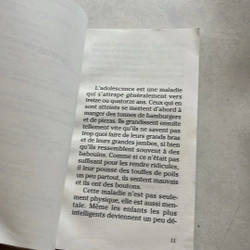 L'adolescence est une maladie
qui s'attrape généralement vers
treize ou quatorze ans. Ceux qui en
sont atteints se mettent d'abord à
manger des tonnes de hamburgers
et de pizzas. Ils grandissent ensuite
tellement vite qu'ils ne savent pas
trop quoi faire de leurs grands bras
et de leurs grandes jambes, si bien
qu'ils ressemblent souvent à des
babouins. Comme si ce n'était pas
suffisant pour les rendre ridicules,
il leur pousse des touffes de poils
un peu partout, ils sentent mauvais
et ils ont des boutons.
Cette maladie n'est pas seule-
ment physique, elle est aussi men-
tale. Même les enfants les plus
intelligents deviennent un peu dé-
11